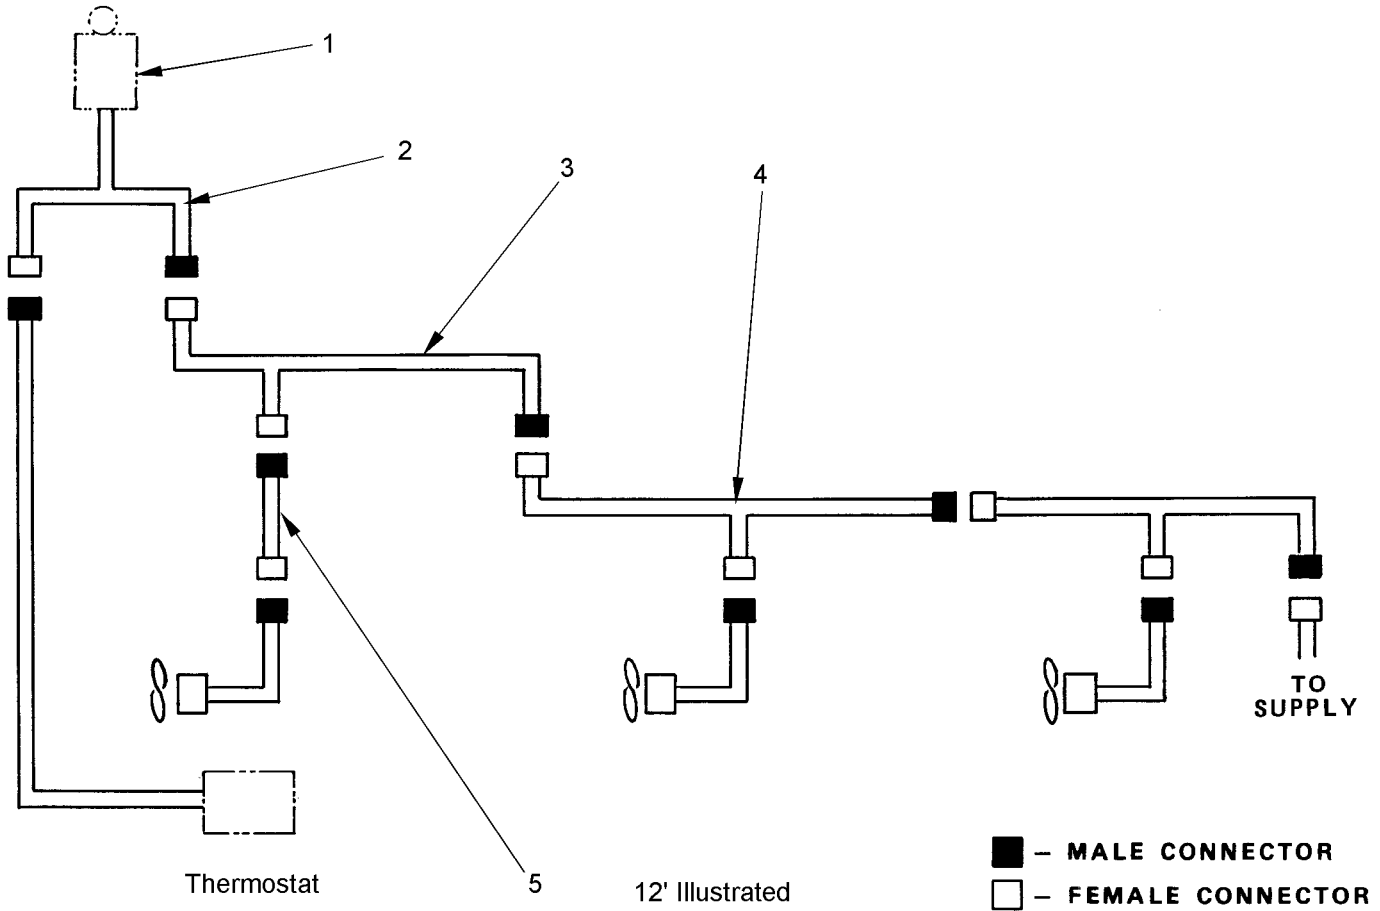 1
2
3
4
TO
SUPPLY
– MALE CONNECTOR
– FEMALE CONNECTOR
Thermostat
5
12' Illustrated